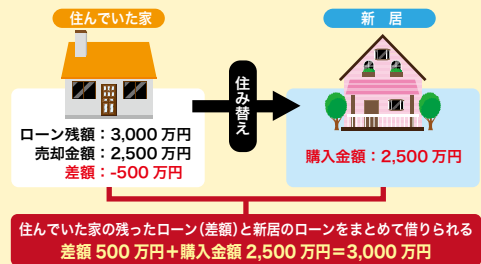 住んでいた家
新 居
ローン残額：3,000 万円
売却金額：2,500 万円
差額：-500 万円
住み替え
購入金額：2,500 万円
住んでいた家の残ったローン（差額）と新居のローンをまとめて借りられる
差額 500 万円＋購入金額 2,500 万円＝3,000 万円